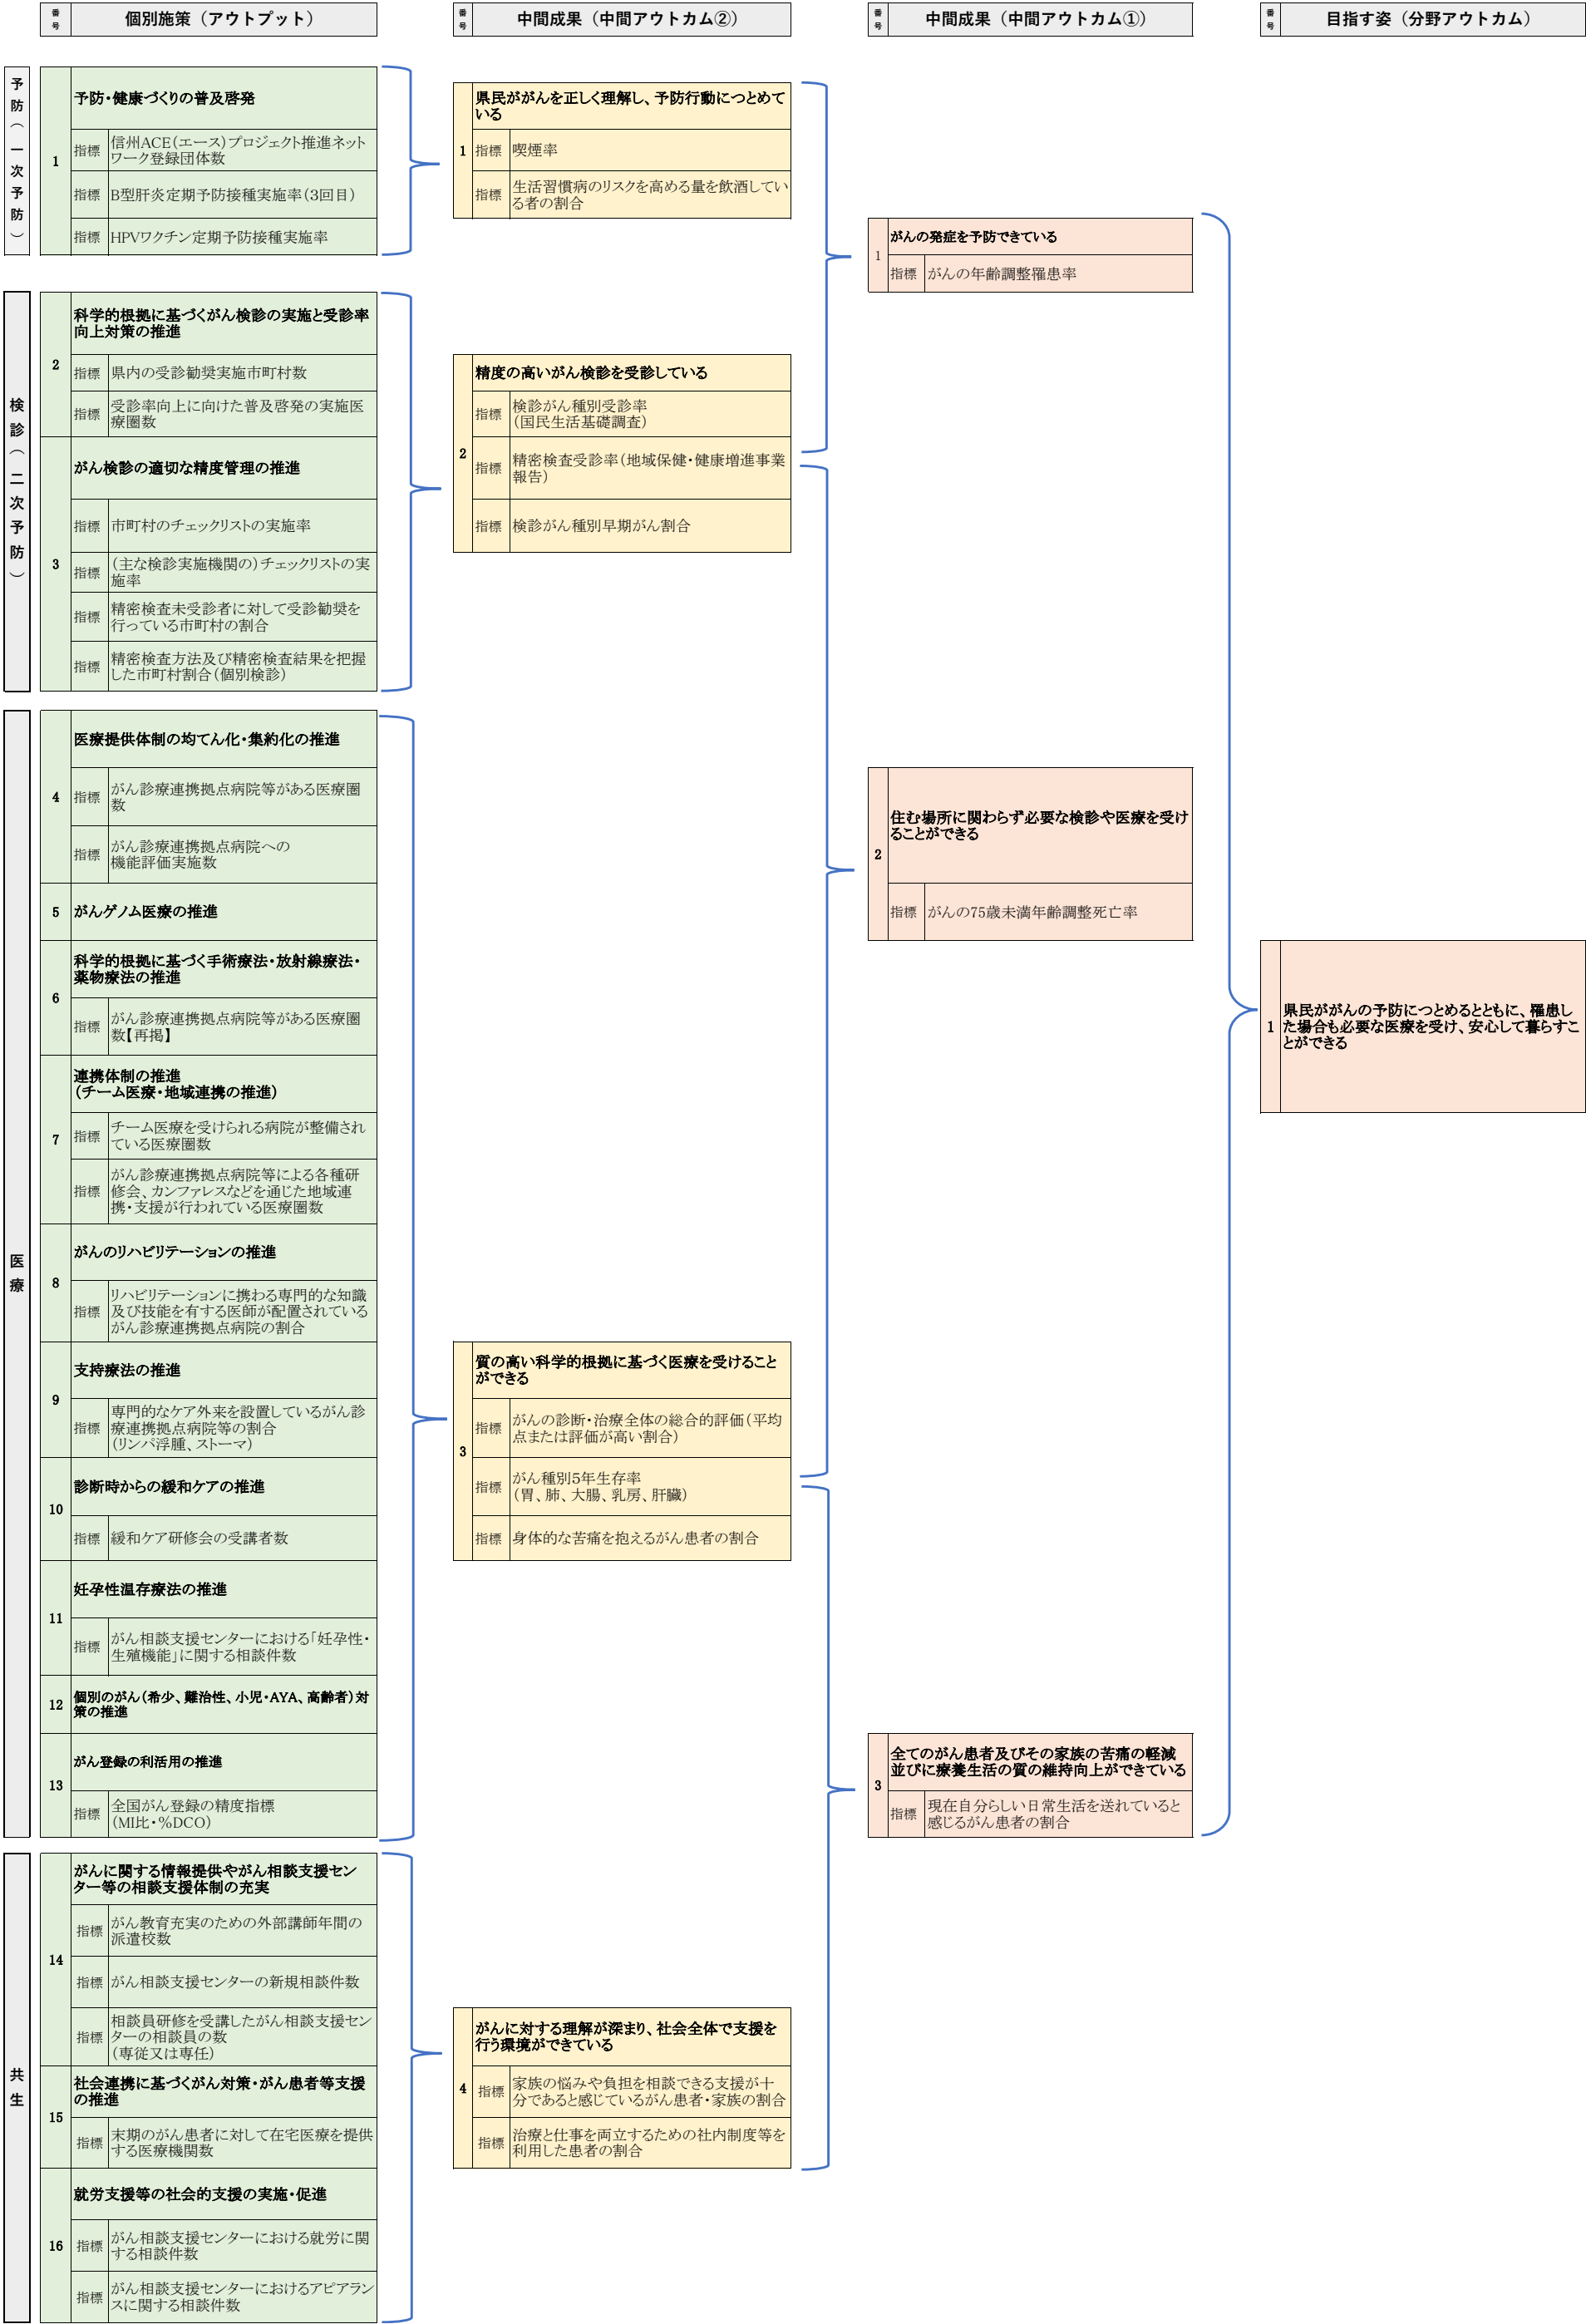 番号
個別施策（アウトプット）
番号
中間成果（中間アウトカム②）
番号
中間成果（中間アウトカム①）
番号
目指す姿（分野アウトカム）
予防（一次予防）
1
予防・健康づくりの普及啓発
指標
信州ACE（エース）プロジェクト推進ネット
ワーク登録団体数
指標
B型肝炎定期予防接種実施率（3回目）
指標
HPVワクチン定期予防接種実施率
検診（二次予防）
2
科学的根拠に基づくがん検診の実施と受診率
向上対策の推進
指標
県内の受診勧奨実施市町村数
指標
受診率向上に向けた普及啓発の実施医
療圏数
3
がん検診の適切な精度管理の推進
指標
市町村のチェックリストの実施率
指標
（主な検診実施機関の）チェックリストの実
施率
指標
精密検査未受診者に対して受診勧奨を
行っている市町村の割合
指標
精密検査方法及び精密検査結果を把握
した市町村割合（個別検診）
医療
4
医療提供体制の均てん化・集約化の推進
指標
がん診療連携拠点病院等がある医療圏
数
指標
がん診療連携拠点病院への
機能評価実施数
5
がんゲノム医療の推進
6
科学的根拠に基づく手術療法・放射線療法・
薬物療法の推進
指標
がん診療連携拠点病院等がある医療圏
数【再掲】
7
連携体制の推進
（チーム医療・地域連携の推進）
指標
チーム医療を受けられる病院が整備され
ている医療圏数
指標
がん診療連携拠点病院等による各種研
修会、カンファレスなどを通じた地域連
携・支援が行われている医療圏数
8
がんのリハビリテーションの推進
指標
リハビリテーションに携わる専門的な知識
及び技能を有する医師が配置されている
がん診療連携拠点病院の割合
9
支持療法の推進
指標
専門的なケア外来を設置しているがん診
療連携拠点病院等の割合
（リンパ浮腫、ストーマ）
10
診断時からの緩和ケアの推進
指標
緩和ケア研修会の受講者数
11
妊孕性温存療法の推進
指標
がん相談支援センターにおける「妊孕性・
生殖機能」に関する相談件数
12
個別のがん（希少、難治性、小児・AYA、高齢者）対
策の推進
13
がん登録の利活用の推進
指標
全国がん登録の精度指標
（MI比・％DCO）
共生
14
がんに関する情報提供やがん相談支援セン
ター等の相談支援体制の充実
指標
がん教育充実のための外部講師年間の
派遣校数
指標
がん相談支援センターの新規相談件数
指標
相談員研修を受講したがん相談支援セン
ターの相談員の数
（専従又は専任）
15
社会連携に基づくがん対策・がん患者等支援
の推進
指標
末期のがん患者に対して在宅医療を提供
する医療機関数
16
就労支援等の社会的支援の実施・促進
指標
がん相談支援センターにおける就労に関
する相談件数
指標
がん相談支援センターにおけるアピアラン
スに関する相談件数
1
県民ががんを正しく理解し、予防行動につとめて
いる
指標
喫煙率
指標
生活習慣病のリスクを高める量を飲酒してい
る者の割合
2
精度の高いがん検診を受診している
指標
検診がん種別受診率
（国民生活基礎調査）
指標
精密検査受診率（地域保健・健康増進事業
報告）
指標
検診がん種別早期がん割合
3
質の高い科学的根拠に基づく医療を受けること
ができる
指標
がんの診断・治療全体の総合的評価（平均
点または評価が高い割合）
指標
がん種別5年生存率
（胃、肺、大腸、乳房、肝臓）
指標
身体的な苦痛を抱えるがん患者の割合
4
がんに対する理解が深まり、社会全体で支援を
行う環境ができている
指標
家族の悩みや負担を相談できる支援が十
分であると感じているがん患者・家族の割合
指標
治療と仕事を両立するための社内制度等を
利用した患者の割合
1
がんの発症を予防できている
指標
がんの年齢調整罹患率
2
住む場所に関わらず必要な検診や医療を受け
ることができる
指標
がんの75歳未満年齢調整死亡率
3
全てのがん患者及びその家族の苦痛の軽減
並びに療養生活の質の維持向上ができている
指標
現在自分らしい日常生活を送れていると
感じるがん患者の割合
1
県民ががんの予防につとめるとともに、罹患し
た場合も必要な医療を受け、安心して暮らすこ
とができる